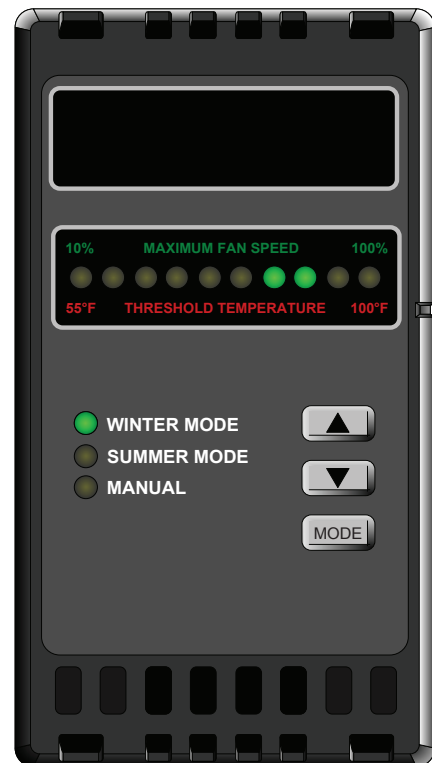 10% MAXIMUM FAN SPEED 100%
55°F THRESHOLD TEMPERATURE 100°F
WINTER MODE
SUMMER MODE
MANUAL
MODE